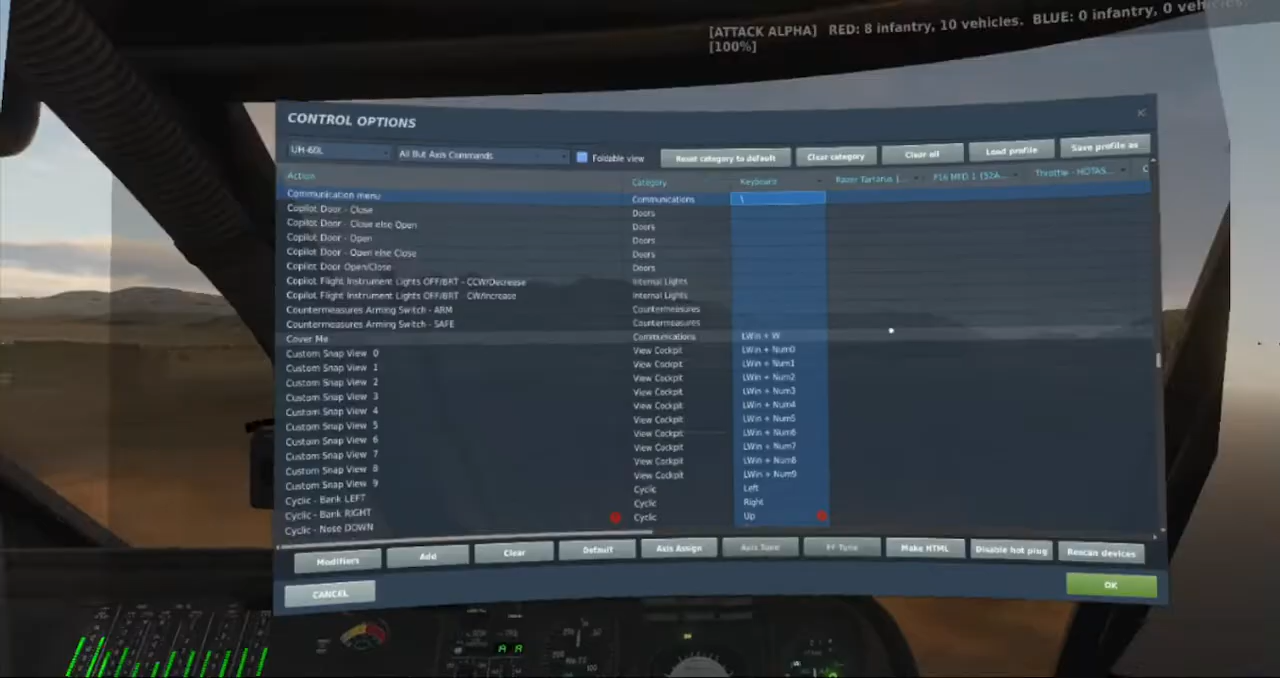 [ATTACK ALPHA] RED: 8 infantry, 10 vehicles. BLUE: 0 infantry, 0 vehicles.
[100%]
CONTROL OPTIONS
UH-60L All But Axis Commands Foldable view Reset category to default Clear category Clear all Load profile Save profile as
Action Category Keyboard Razer Tartarus (... F16 MFD 1 {52A... Throttle - HOTAS... C
Communication menu Communications \
Copilot Door - Close Doors
Copilot Door - Close else Open Doors
Copilot Door - Open Doors
Copilot Door - Open else Close Doors
Copilot Door Open/Close Doors
Copilot Flight Instrument Lights OFF/BRT - CCW/Decrease Internal Lights
Copilot Flight Instrument Lights OFF/BRT - CW/Increase Internal Lights
Countermeasures Arming Switch - ARM Countermeasures
Countermeasures Arming Switch - SAFE Countermeasures
Cover Me Communications LWin + W
Custom Snap View 0 View Cockpit LWin + Num0
Custom Snap View 1 View Cockpit LWin + Num1
Custom Snap View 2 View Cockpit LWin + Num2
Custom Snap View 3 View Cockpit LWin + Num3
Custom Snap View 4 View Cockpit LWin + Num4
Custom Snap View 5 View Cockpit LWin + Num5
Custom Snap View 6 View Cockpit LWin + Num6
Custom Snap View 7 View Cockpit LWin + Num7
Custom Snap View 8 View Cockpit LWin + Num8
Custom Snap View 9 View Cockpit LWin + Num9
Cyclic - Bank LEFT Cyclic Left
Cyclic - Bank RIGHT Cyclic Right
Cyclic - Nose DOWN Cyclic Up
Modifiers Add Clear Default Axis Assign Axis Tune FF Tune Make HTML Disable hot plug Rescan devices
CANCEL OK